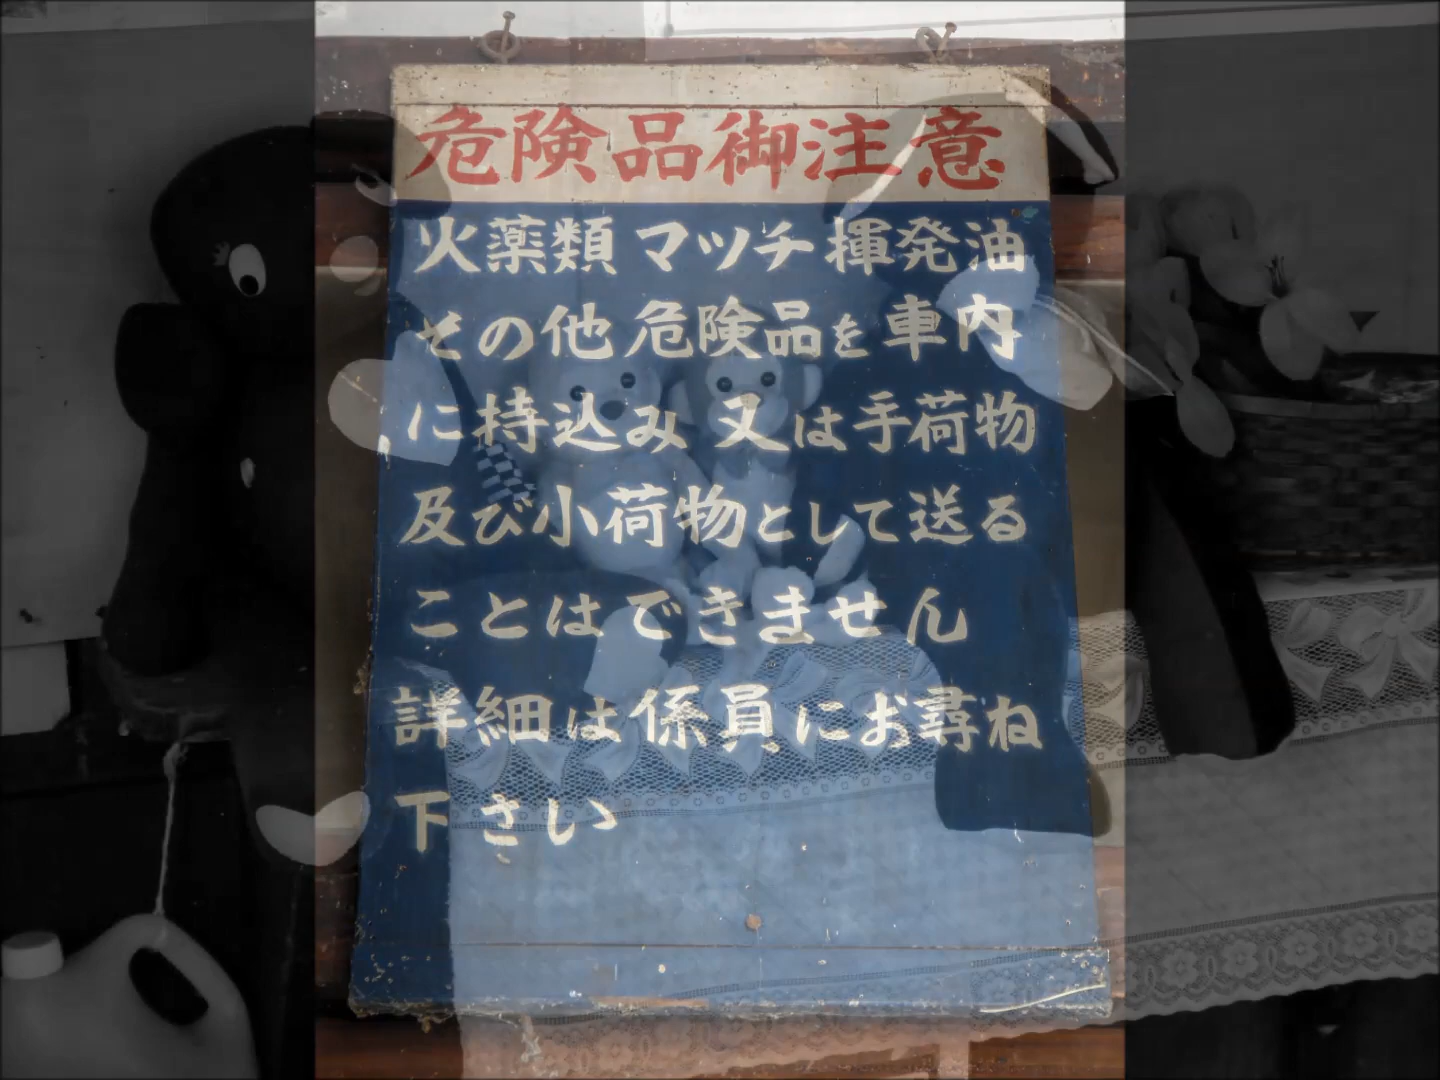 危険品御注意
火薬類 マツチ 揮発油
その他 危険品を 車内
に持込み 又は手荷物
及び小荷物として送る
ことはできません
詳細は係員にお尋ね
下さい